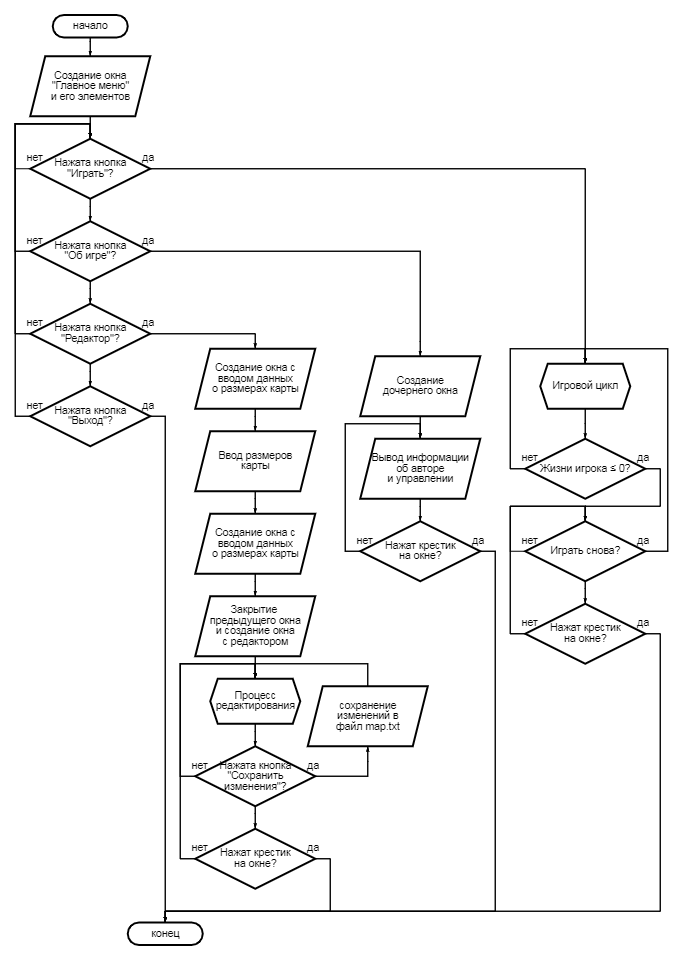 начало
Создание окна
"Главное меню"
и его элементов
нет
да
Нажата кнопка
"Играть"?
нет
да
Нажата кнопка
"Об игре"?
нет
да
Нажата кнопка
"Редактор"?
нет
да
Нажата кнопка
"Выход"?
Создание окна с
вводом данных
о размерах карты
Ввод размеров
карты
Создание окна с
вводом данных
о размерах карты
Закрытие
предыдущего окна
и создание окна
с редактором
Процесс
редактирования
сохранение
изменений в
файл map.txt
нет
да
Нажата кнопка
"Сохранить
изменения"?
нет
да
Нажат крестик
на окне?
Создание
дочернего окна
Вывод информации
об авторе
и управлении
нет
да
Нажат крестик
на окне?
Игровой цикл
нет
да
Жизни игрока ≤ 0?
нет
да
Играть снова?
нет
да
Нажат крестик
на окне?
конец